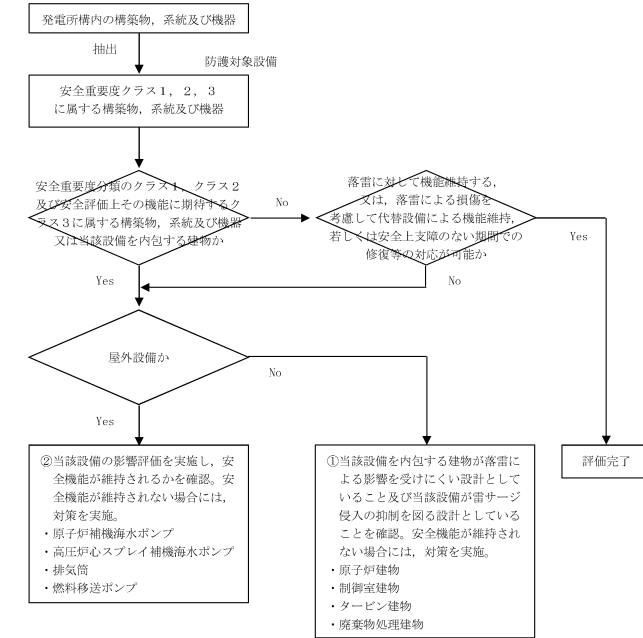 発電所構内の構築物，系統及び機器
抽出
防護対象設備
安全重要度クラス１，２，３
に属する構築物，系統及び機器
安全重要度分類のクラス１，クラス２
及び安全評価上その機能に期待するク
ラス３に属する構築物，系統及び機器
又は当該設備を内包する建物か
No
落雷に対して機能維持する，
又は，落雷による損傷を
考慮して代替設備による機能維持，
若しくは安全上支障のない期間での
修復等の対応が可能か
Yes
Yes
No
屋外設備か
No
Yes
②当該設備の影響評価を実施し，安
全機能が維持されるかを確認。安
全機能が維持されない場合には，
対策を実施。
・原子炉補機海水ポンプ
・高圧炉心スプレイ補機海水ポンプ
・排気筒
・燃料移送ポンプ
①当該設備を内包する建物が落雷に
よる影響を受けにくい設計として
いること及び当該設備が雷サージ
侵入の抑制を図る設計としている
ことを確認。安全機能が維持され
ない場合には，対策を実施。
・原子炉建物
・制御室建物
・タービン建物
・廃棄物処理建物
評価完了